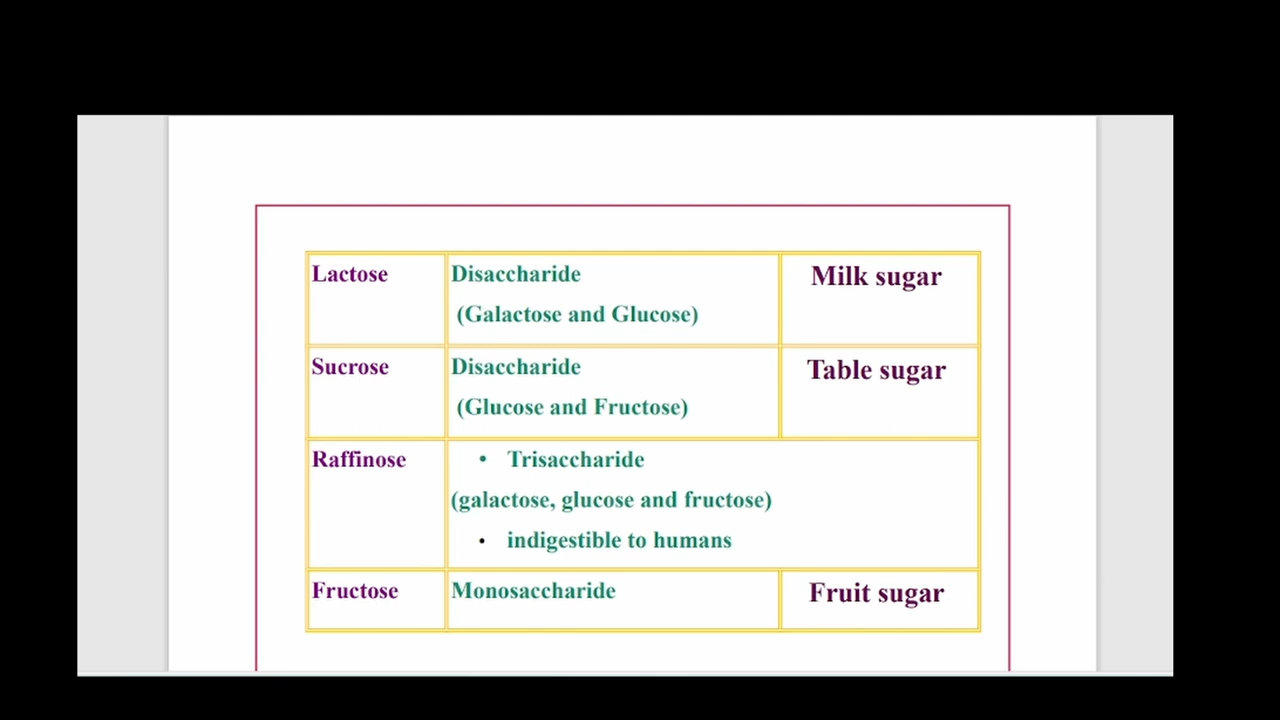 Lactose
Disaccharide
(Galactose and Glucose)
Milk sugar
Sucrose
Disaccharide
(Glucose and Fructose)
Table sugar
Raffinose
• Trisaccharide
(galactose, glucose and fructose)
• indigestible to humans
Fructose
Monosaccharide
Fruit sugar